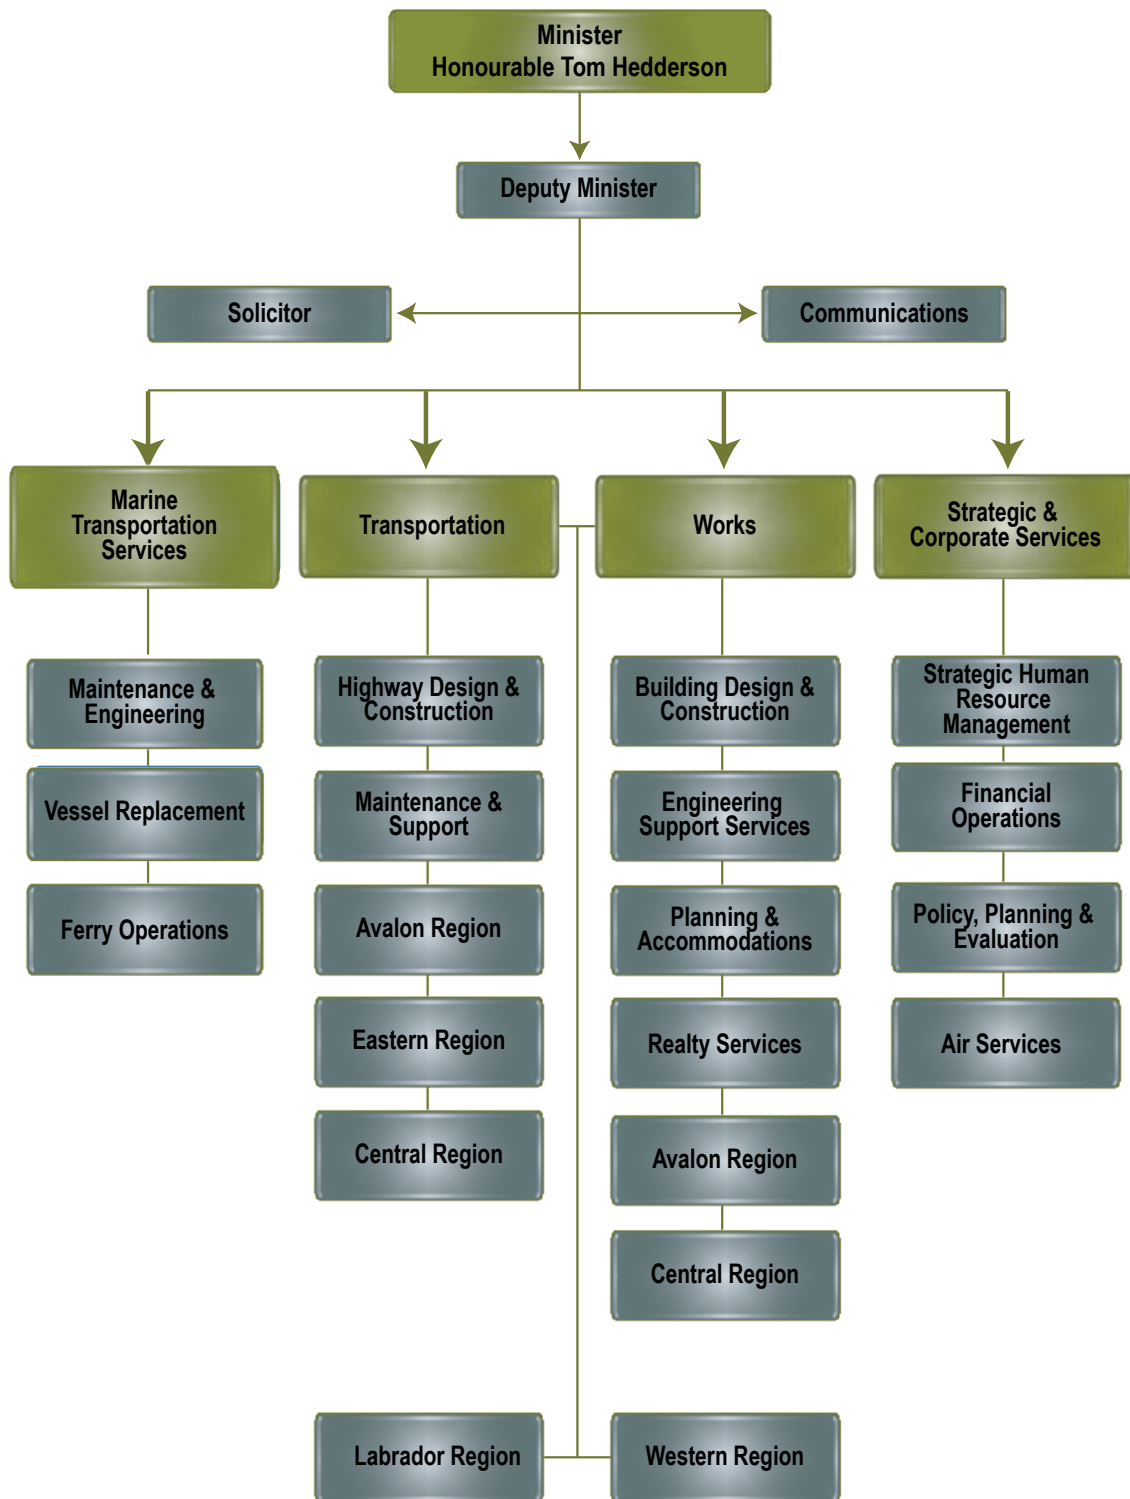 Minister
Honourable Tom Hedderson
Deputy Minister
Solicitor
Communications
Marine
Transportation
Services
Transportation
Works
Strategic &
Corporate Services
Maintenance &
Engineering
Vessel Replacement
Ferry Operations
Highway Design &
Construction
Maintenance &
Support
Avalon Region
Eastern Region
Central Region
Building Design &
Construction
Engineering
Support Services
Planning &
Accommodations
Realty Services
Avalon Region
Central Region
Strategic Human
Resource
Management
Financial
Operations
Policy, Planning &
Evaluation
Air Services
Labrador Region
Western Region